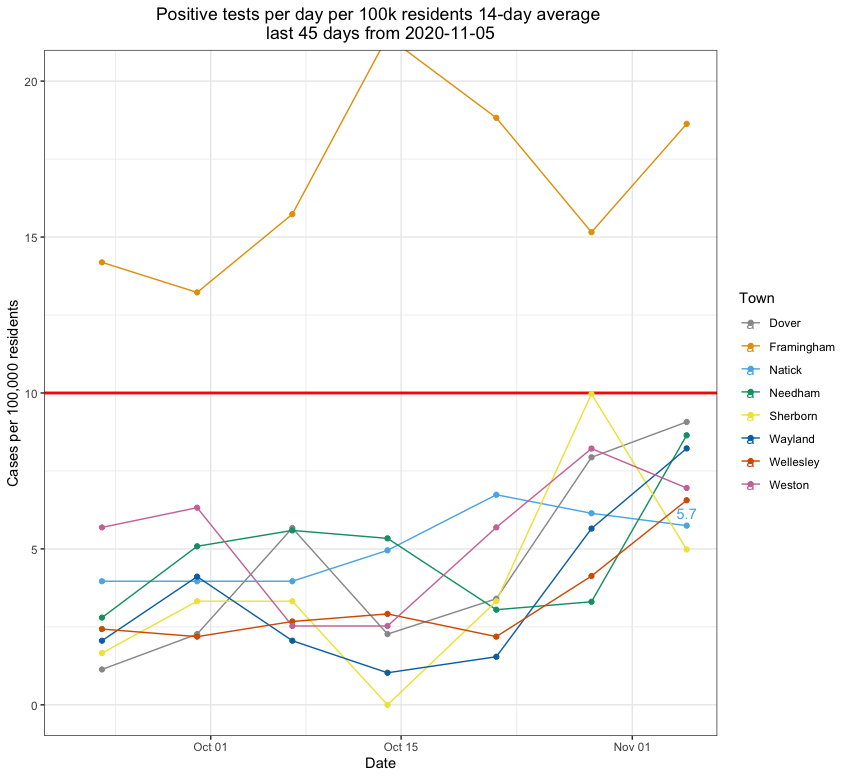 Positive tests per day per 100k residents 14-day average
last 45 days from 2020-11-05
Cases per 100,000 residents
20
15
10
5
0
5.7
Oct 01
Oct 15
Nov 01
Date
Town
a Dover
a Framingham
a Natick
a Needham
a Sherborn
a Wayland
a Wellesley
a Weston